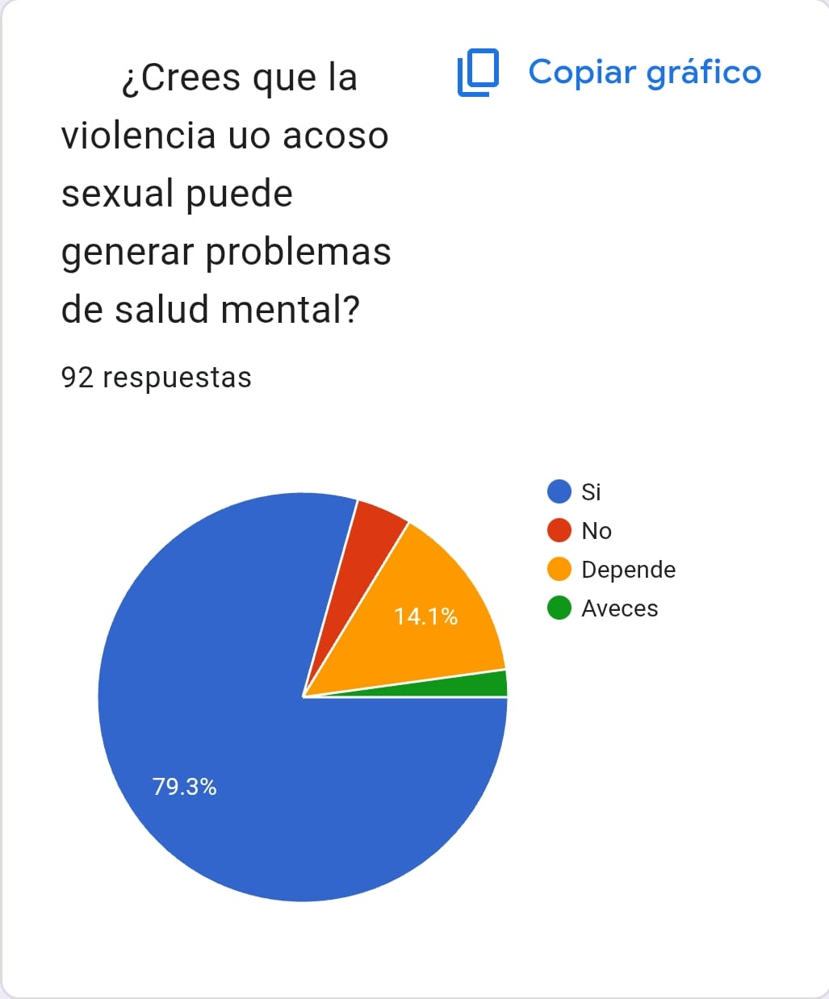 ¿Crees que la
violencia uo acoso
sexual puede
generar problemas
de salud mental?
Copiar gráfico
92 respuestas
Si
No
Depende
Aveces
14.1%
79.3%